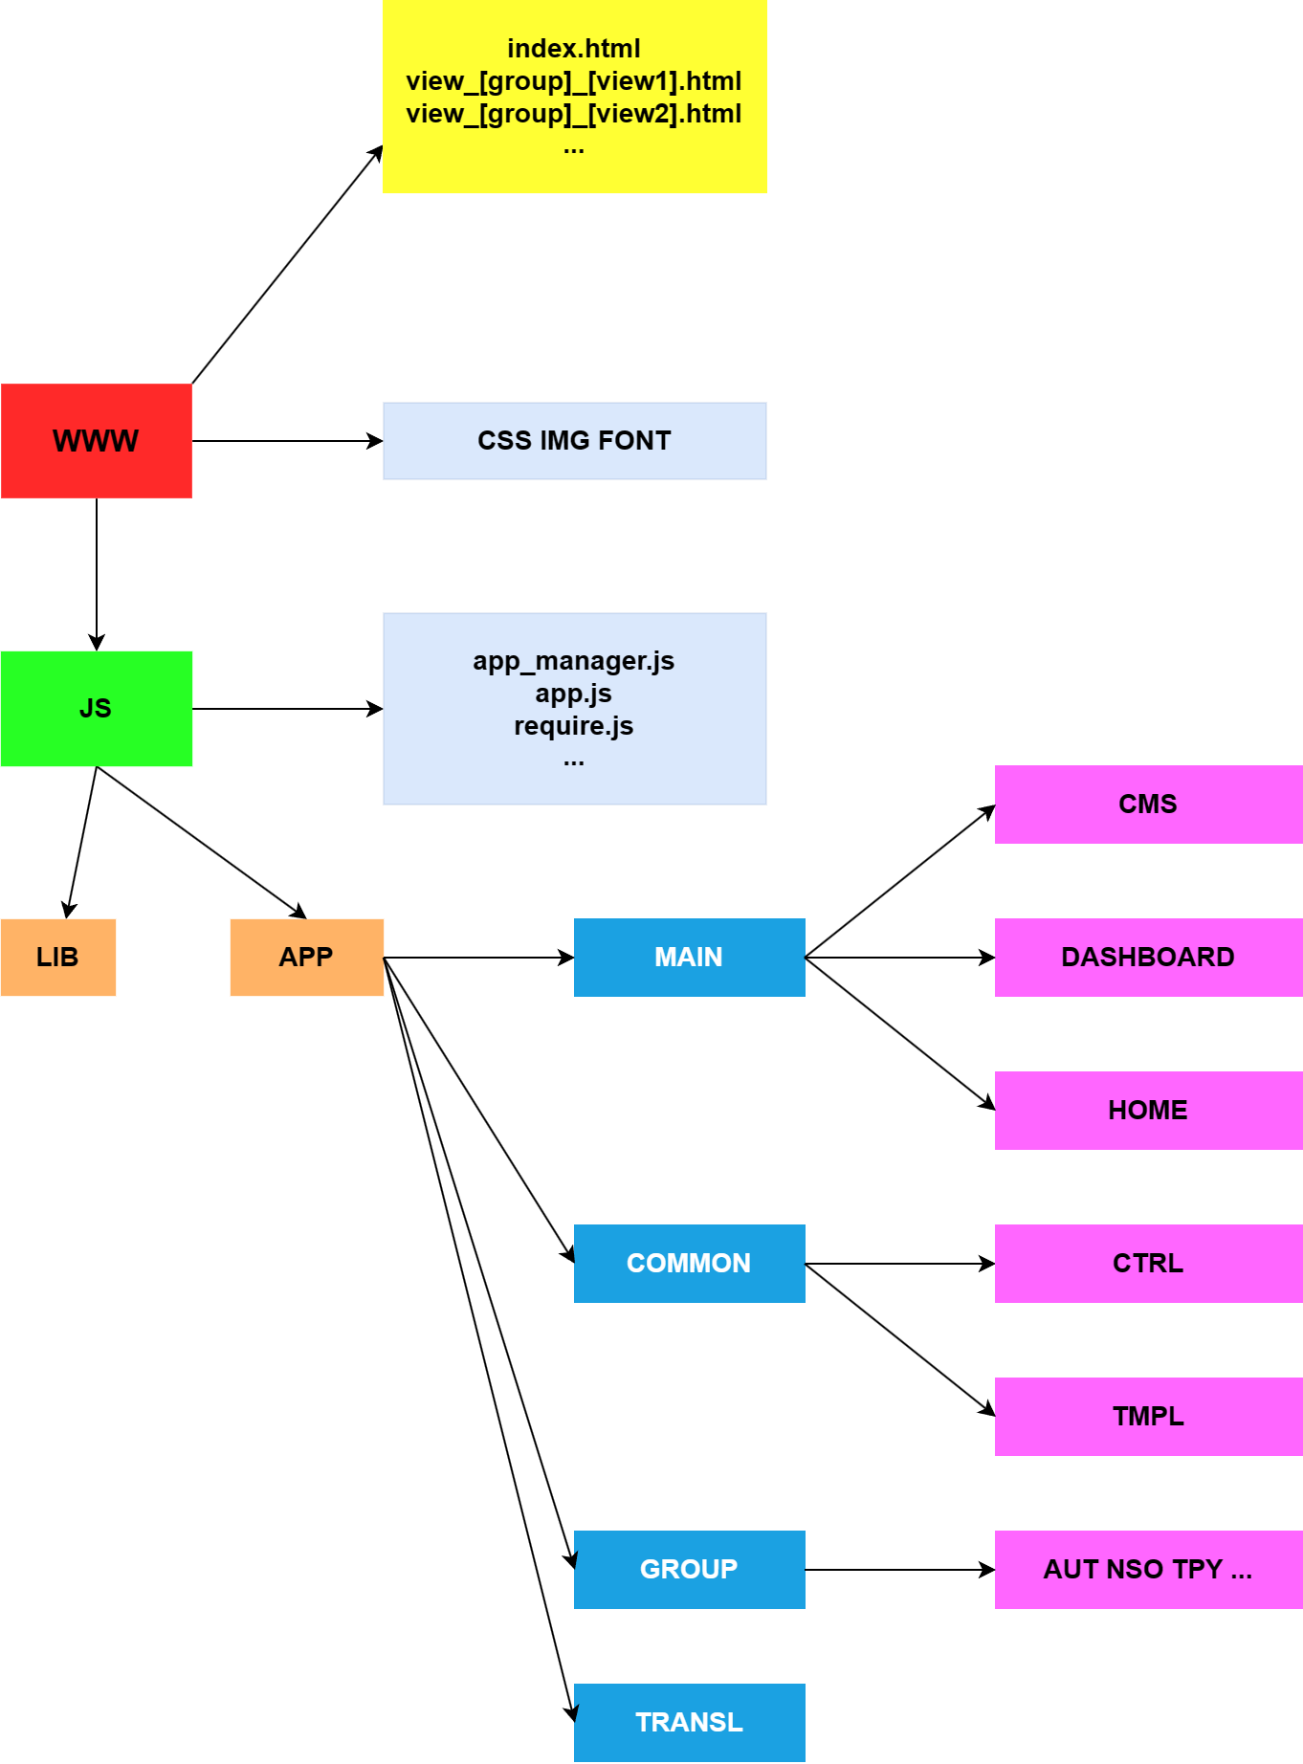 index.html
view_[group]_[view1].html
view_[group]_[view2].html
...
WWW
CSS IMG FONT
JS
app_manager.js
app.js
require.js
...
CMS
LIB
APP
MAIN
DASHBOARD
HOME
COMMON
CTRL
TMPL
GROUP
AUT NSO TPY ...
TRANSL